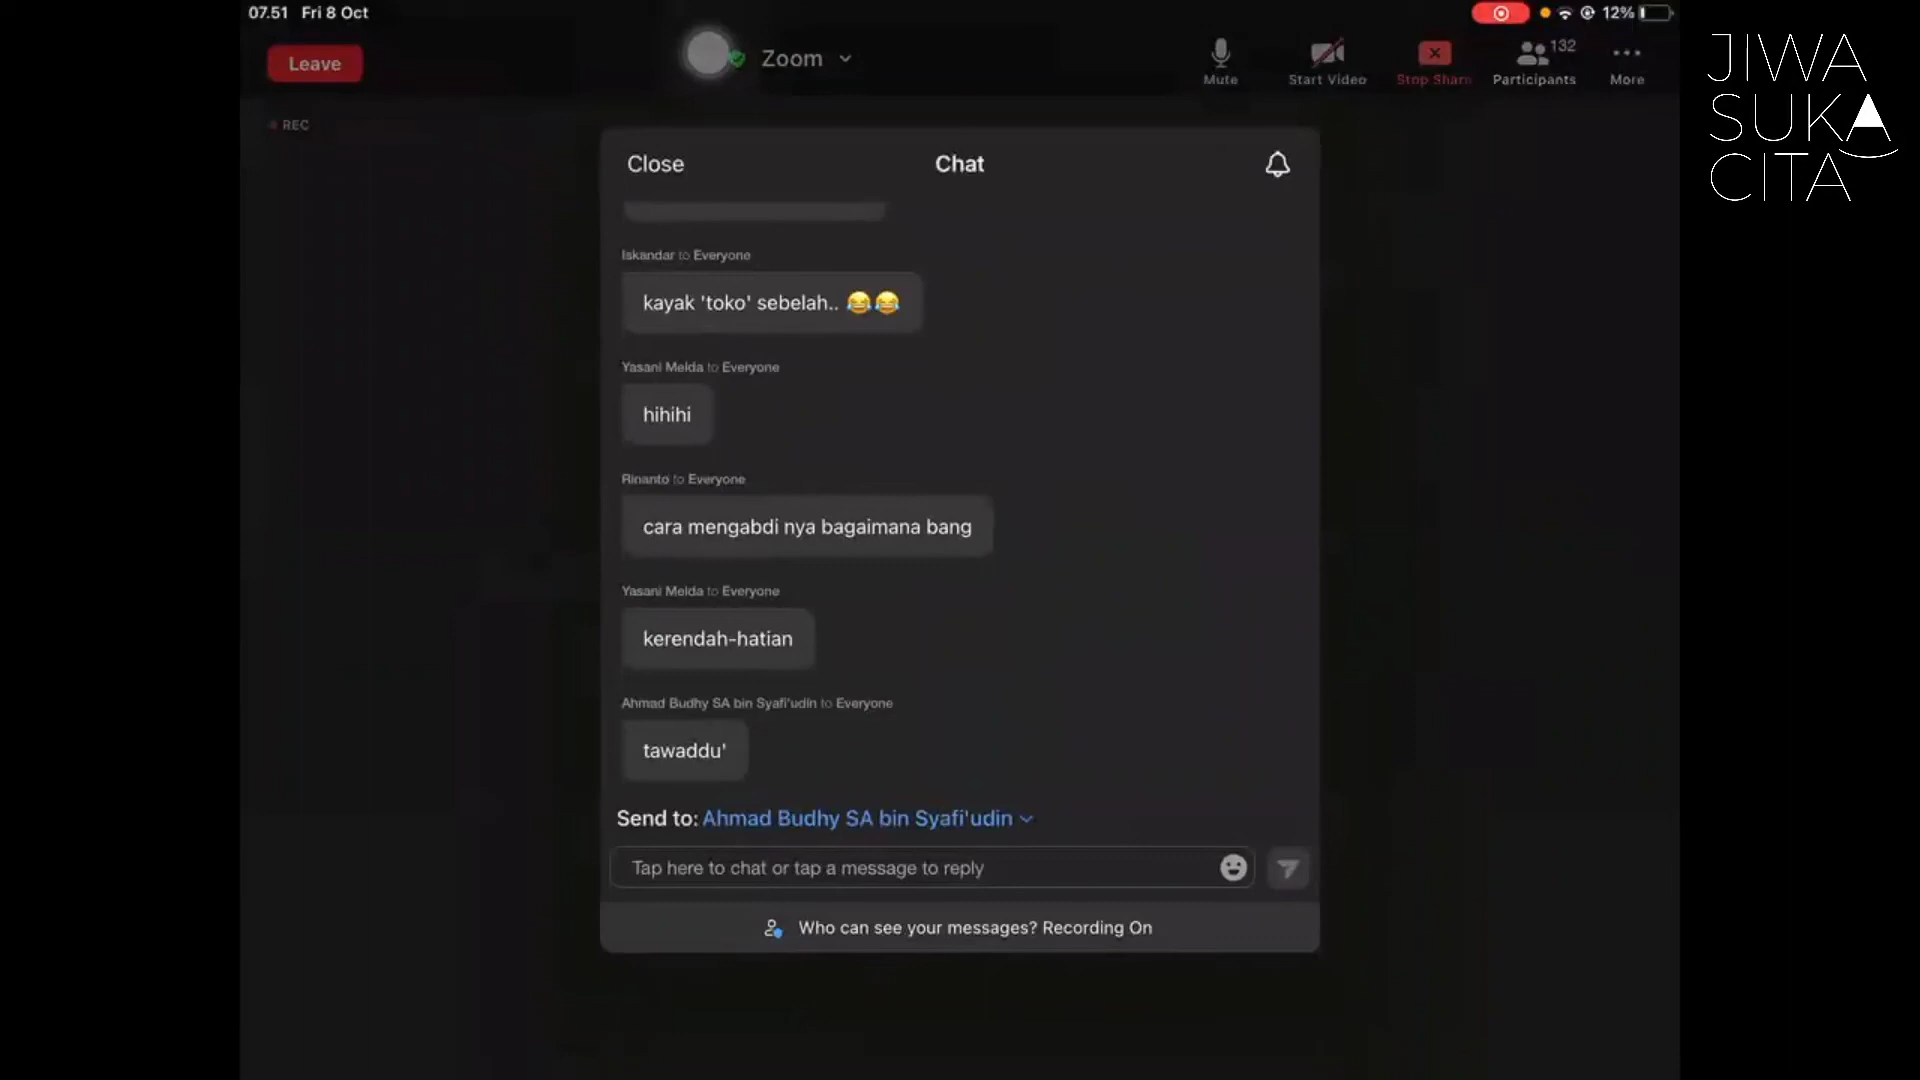 07.51 Fri 8 Oct
12%
Leave
Zoom
Mute
Start Video
Stop Share
132
Participants
More
JIWA
SUKA
CITA
REC
Close
Chat
Iskandar to Everyone
kayak 'toko' sebelah.. 😂😂
Yasani Melda to Everyone
hihihi
Rinanto to Everyone
cara mengabdi nya bagaimana bang
Yasani Melda to Everyone
kerendah-hatian
Ahmad Budhy SA bin Syafi'udin to Everyone
tawaddu'
Send to: Ahmad Budhy SA bin Syafi'udin
Tap here to chat or tap a message to reply
Who can see your messages? Recording On